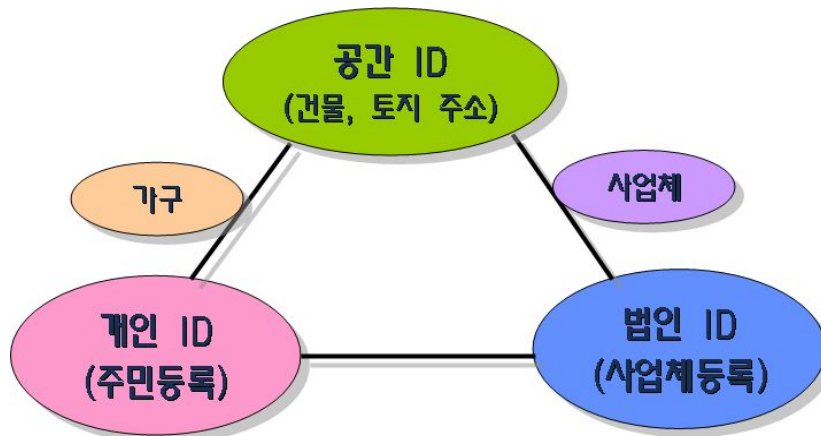 공간 ID
(건물, 토지 주소)
가구
사업체
개인 ID
(주민등록)
법인 ID
(사업체등록)